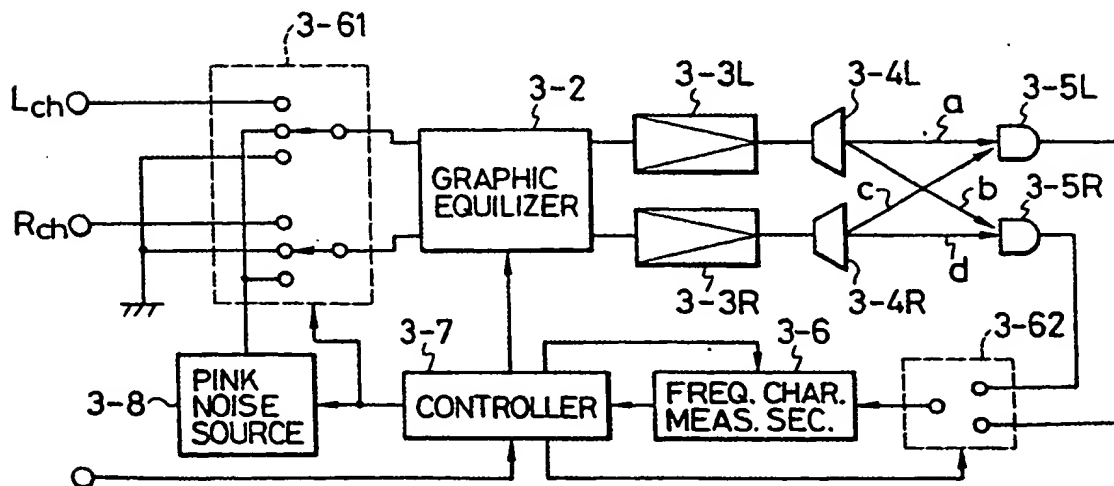 3-61
Lch
3-2
3-3L
3-4L
3-5L
a
GRAPHIC
EQUILIZER
c
b
3-5R
Rch
d
3-3R
3-4R
3-7
3-6
3-62
3-8
PINK
NOISE
SOURCE
CONTROLLER
FREQ. CHAR.
MEAS. SEC.